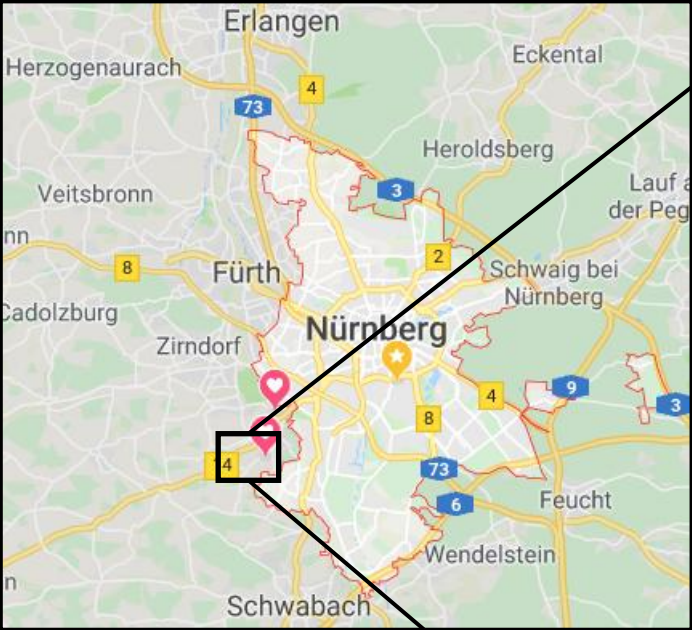 Erlangen
Eckental
Herzogenaurach
4
73
Heroldsberg
Lauf a
der Peg
3
Veitsbronn
nn
8
2
Fürth
Schwaig bei
Nürnberg
Cadolzburg
Nürnberg
Zirndorf
9
4
3
8
4
73
6
Feucht
Wendelstein
n
Schwabach